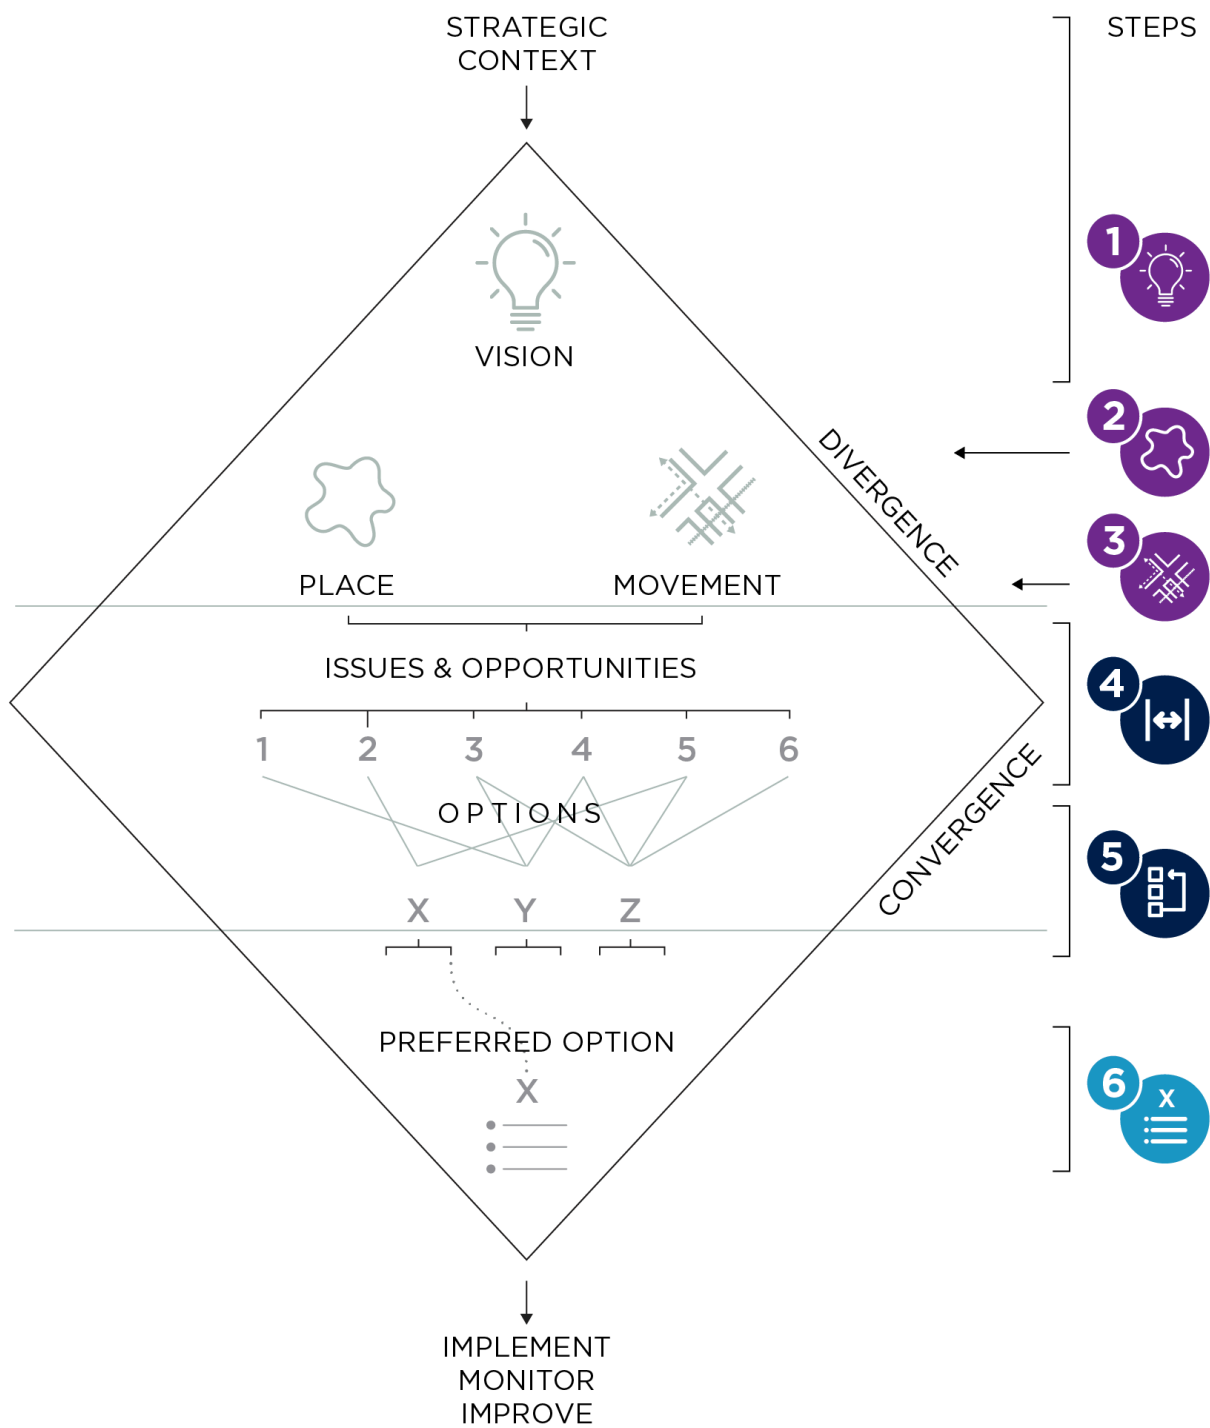 STRATEGIC
CONTEXT
STEPS
1
VISION
2
DIVERGENCE
3
PLACE
MOVEMENT
ISSUES & OPPORTUNITIES
4
1 2 3 4 5 6
OPTIONS
CONVERGENCE
5
X Y Z
PREFERRED OPTION
X
6
X
IMPLEMENT
MONITOR
IMPROVE